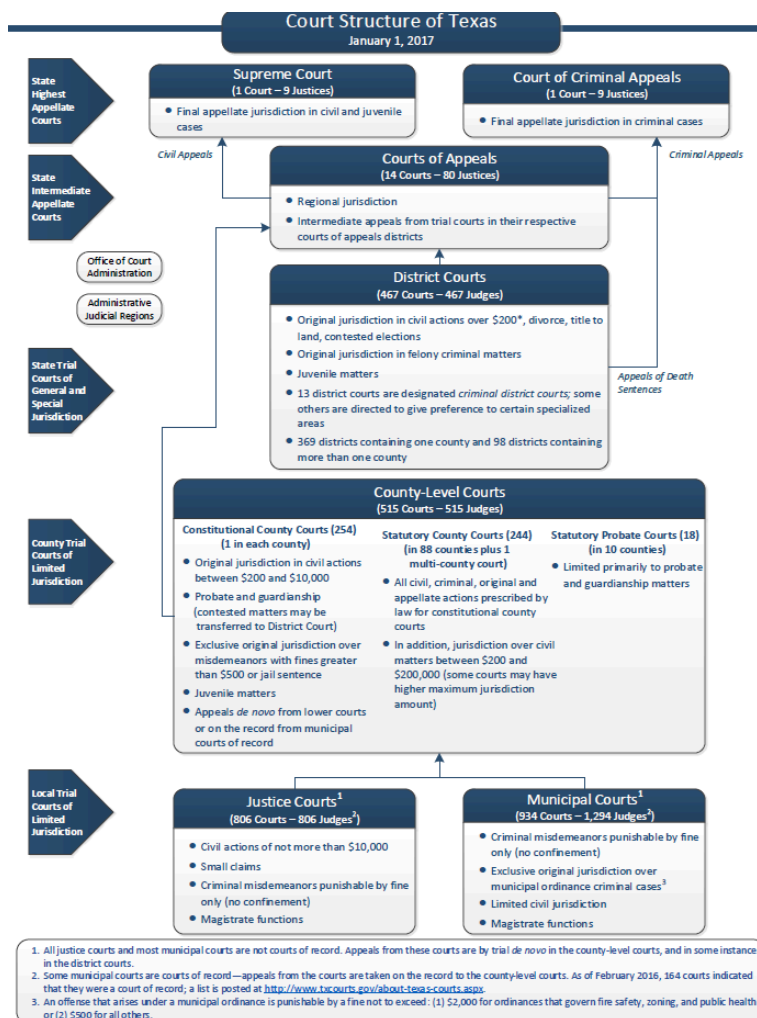 Court Structure of Texas
January 1, 2017
State
Highest
Appellate
Courts
Supreme Court
(1 Court – 9 Justices)
• Final appellate jurisdiction in civil and juvenile
cases
Court of Criminal Appeals
(1 Court – 9 Justices)
• Final appellate jurisdiction in criminal cases
Civil Appeals
Criminal Appeals
State
Intermediate
Appellate
Courts
Courts of Appeals
(14 Courts – 80 Justices)
• Regional jurisdiction
• Intermediate appeals from trial courts in their respective
courts of appeals districts
Office of Court
Administration
Administrative
Judicial Regions
State Trial
Courts of
General and
Special
Jurisdiction
District Courts
(467 Courts – 467 Judges)
• Original jurisdiction in civil actions over $200*, divorce, title to
land, contested elections
• Original jurisdiction in felony criminal matters
• Juvenile matters
• 13 district courts are designated criminal district courts; some
others are directed to give preference to certain specialized
areas
• 369 districts containing one county and 98 districts containing
more than one county
Appeals of Death
Sentences
County Trial
Courts of
Limited
Jurisdiction
County-Level Courts
(515 Courts – 515 Judges)
Constitutional County Courts (254)
(1 in each county)
• Original jurisdiction in civil actions
between $200 and $10,000
• Probate and guardianship
(contested matters may be
transferred to District Court)
• Exclusive original jurisdiction over
misdemeanors with fines greater
than $500 or jail sentence
• Juvenile matters
• Appeals de novo from lower courts
or on the record from municipal
courts of record
Statutory County Courts (244)
(in 88 counties plus 1
multi-county court)
• All civil, criminal, original and
appellate actions prescribed by
law for constitutional county
courts
• In addition, jurisdiction over civil
matters between $200 and
$200,000 (some courts may have
higher maximum jurisdiction
amount)
Statutory Probate Courts (18)
(in 10 counties)
• Limited primarily to probate
and guardianship matters
Local Trial
Courts of
Limited
Jurisdiction
Justice Courts1
(806 Courts – 806 Judges2)
• Civil actions of not more than $10,000
• Small claims
• Criminal misdemeanors punishable by fine
only (no confinement)
• Magistrate functions
Municipal Courts1
(934 Courts – 1,294 Judges2)
• Criminal misdemeanors punishable by fine
only (no confinement)
• Exclusive original jurisdiction over
municipal ordinance criminal cases3
• Limited civil jurisdiction
• Magistrate functions
1. All justice courts and most municipal courts are not courts of record. Appeals from these courts are by trial de novo in the county-level courts, and in some instance
in the district courts.
2. Some municipal courts are courts of record—appeals from the courts are taken on the record to the county-level courts. As of February 2016, 164 courts indicated
that they were a court of record; a list is posted at http://www.txcourts.gov/about-texas-courts.aspx.
3. An offense that arises under a municipal ordinance is punishable by a fine not to exceed: (1) $2,000 for ordinances that govern fire safety, zoning, and public health
or (2) $500 for all others.